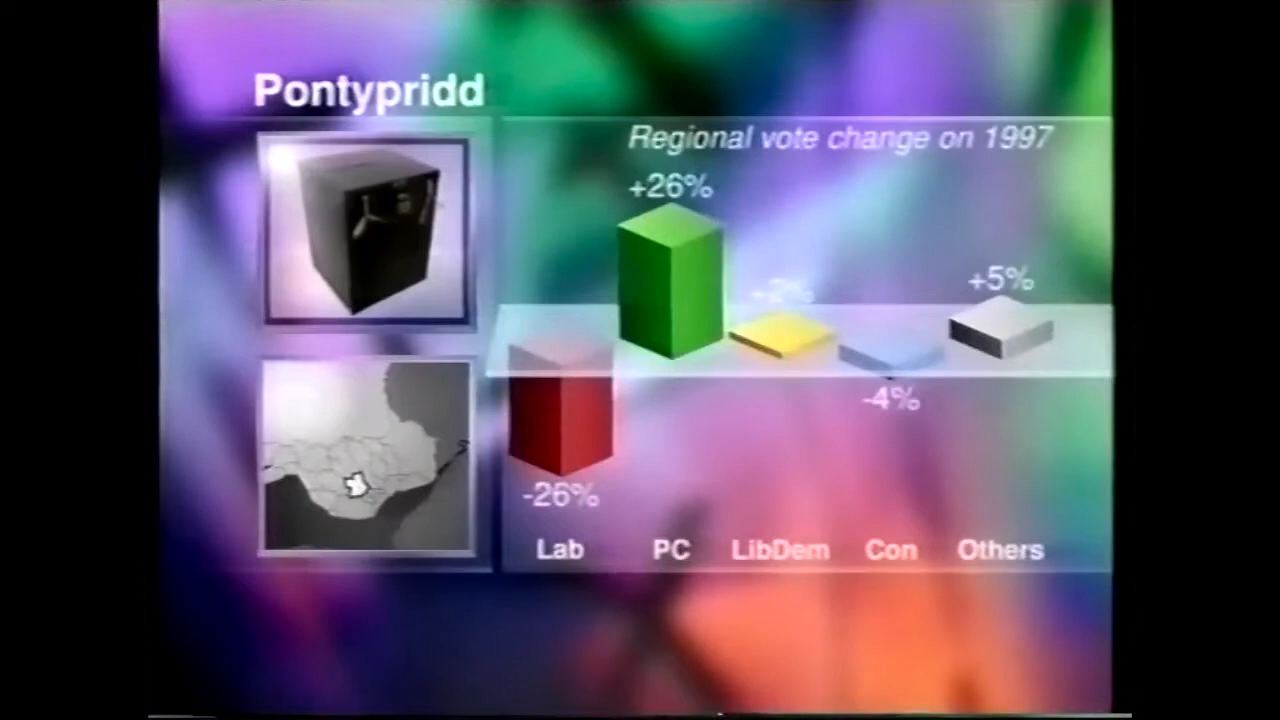 Pontypridd
Regional vote change on 1997
+26%
+5%
-4%
-26%
Lab PC LibDem Con Others